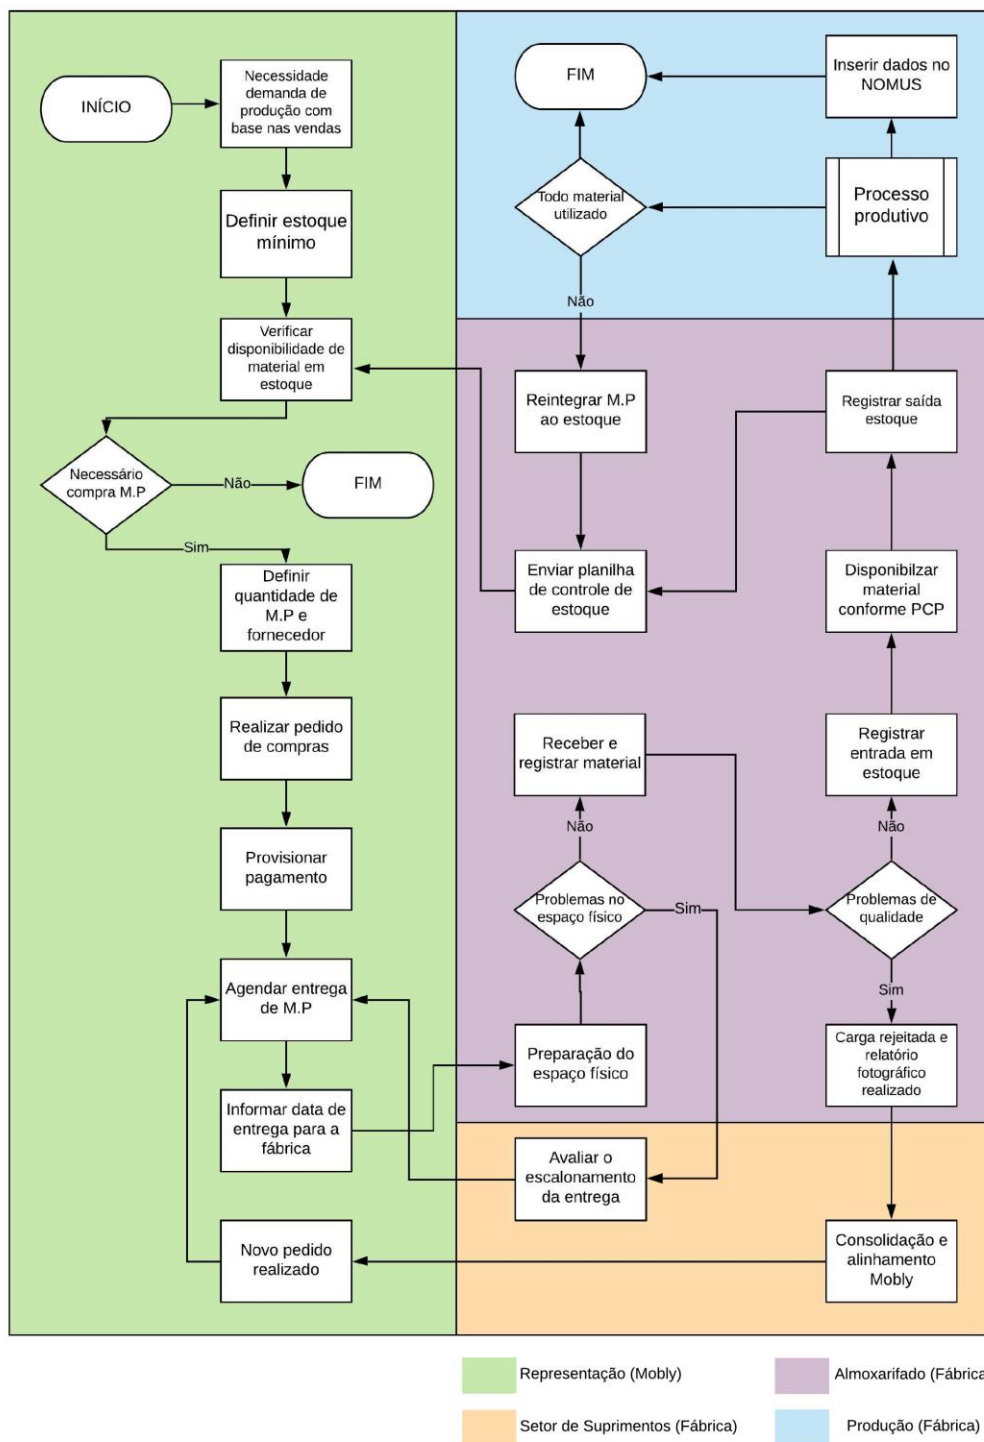 INÍCIO
Necessidade
demanda de
produção com
base nas vendas
Definir estoque
mínimo
Verificar
disponibilidade de
material em
estoque
Necessário
compra M.P
Não
FIM
Sim
Definir
quantidade de
M.P e
fornecedor
Realizar pedido
de compras
Provisionar
pagamento
Agendar entrega
de M.P
Informar data de
entrega para a
fábrica
Novo pedido
realizado
FIM
Inserir dados no
NOMUS
Todo material
utilizado
Processo
produtivo
Não
Reintegrar M.P
ao estoque
Registrar saída
estoque
Enviar planilha
de controle de
estoque
Disponibilzar
material
conforme PCP
Receber e
registrar material
Registrar
entrada em
estoque
Não
Não
Problemas no
espaço físico
Sim
Problemas de
qualidade
Sim
Preparação do
espaço físico
Carga rejeitada e
relatório
fotográfico
realizado
Avaliar o
escalonamento
da entrega
Consolidação e
alinhamento
Mobly
Representação (Mobly)
Almoxarifado (Fábrica
Setor de Suprimentos (Fábrica)
Produção (Fábrica)